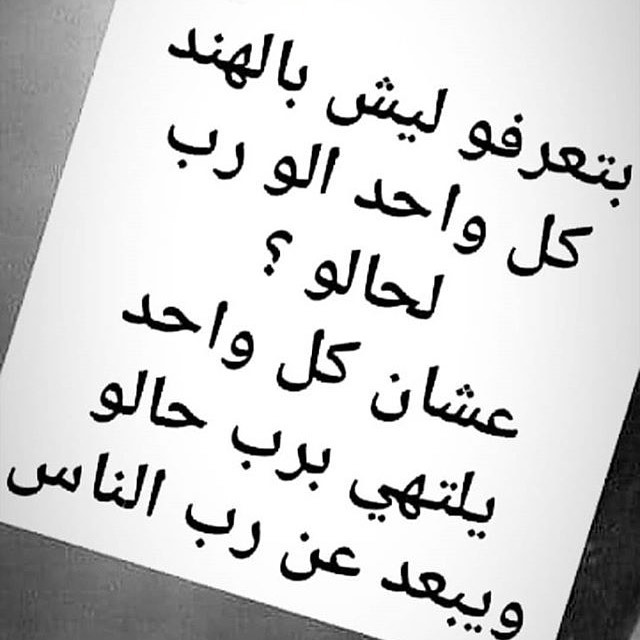 بتعرفو ليش بالهند
كل واحد الو رب
لحالو ؟
عشان كل واحد
يلتهي برب حالو
ويبعد عن رب الناس